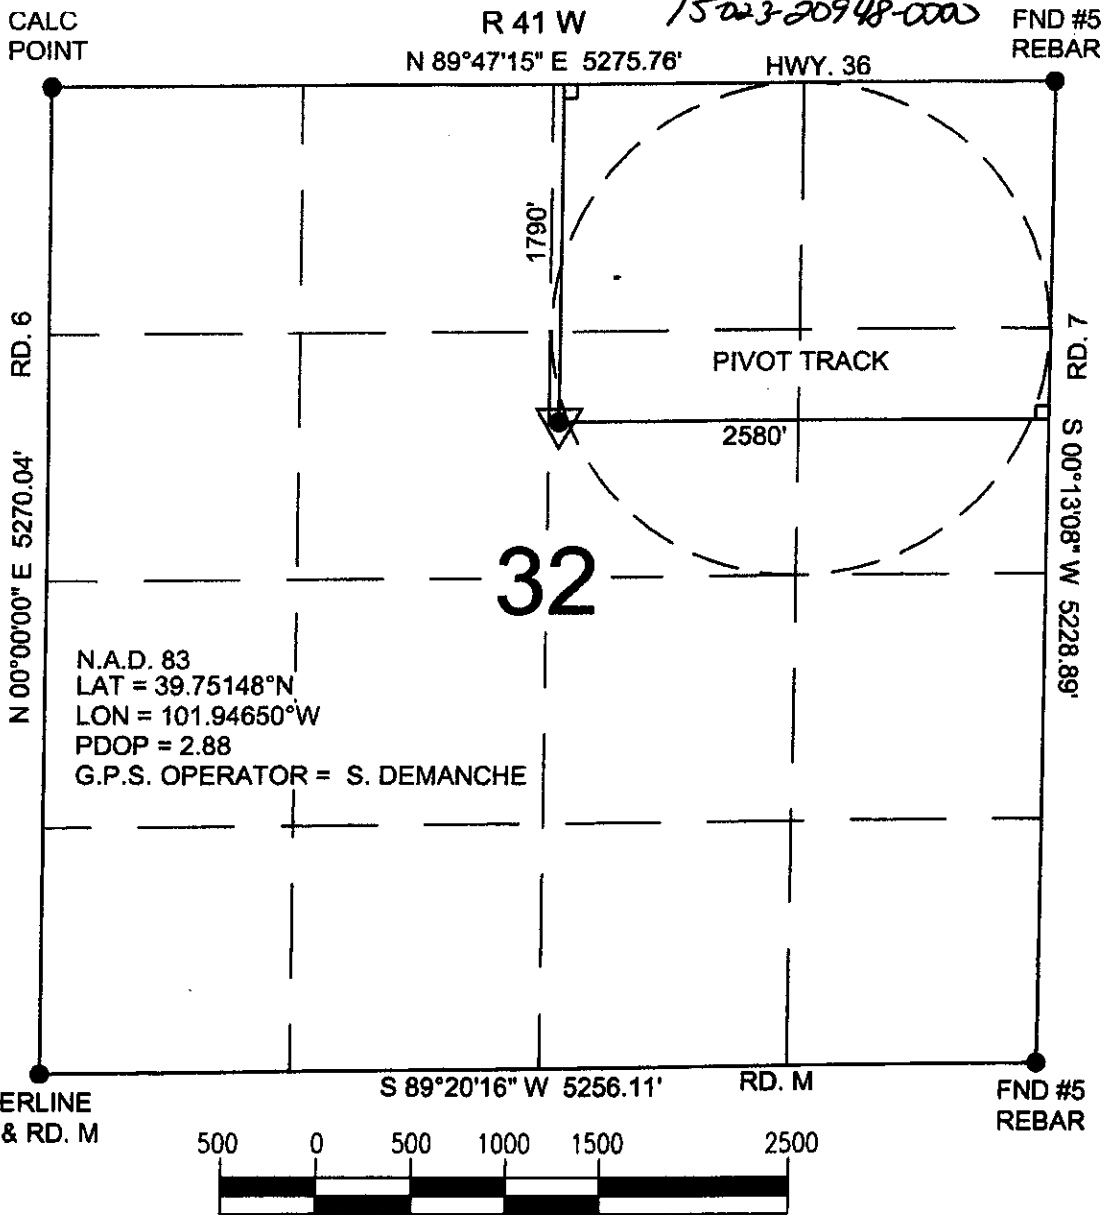 15-023-20948-0000
CALC
POINT
R 41 W
FND #5
REBAR
N 89°47'15" E 5275.76'
HWY. 36
1790'
RD. 6
N 00°00'00" E 5270.04'
PIVOT TRACK
RD. 7
2580'
S 00°13'08" W 5228.89'
32
N.A.D. 83
LAT = 39.75148°N
LON = 101.94650°W
PDOP = 2.88
G.P.S. OPERATOR = S. DEMANCHE
S 89°20'16" W 5256.11'
RD. M
ERLINE
& RD. M
FND #5
REBAR
500 0 500 1000 1500 2500